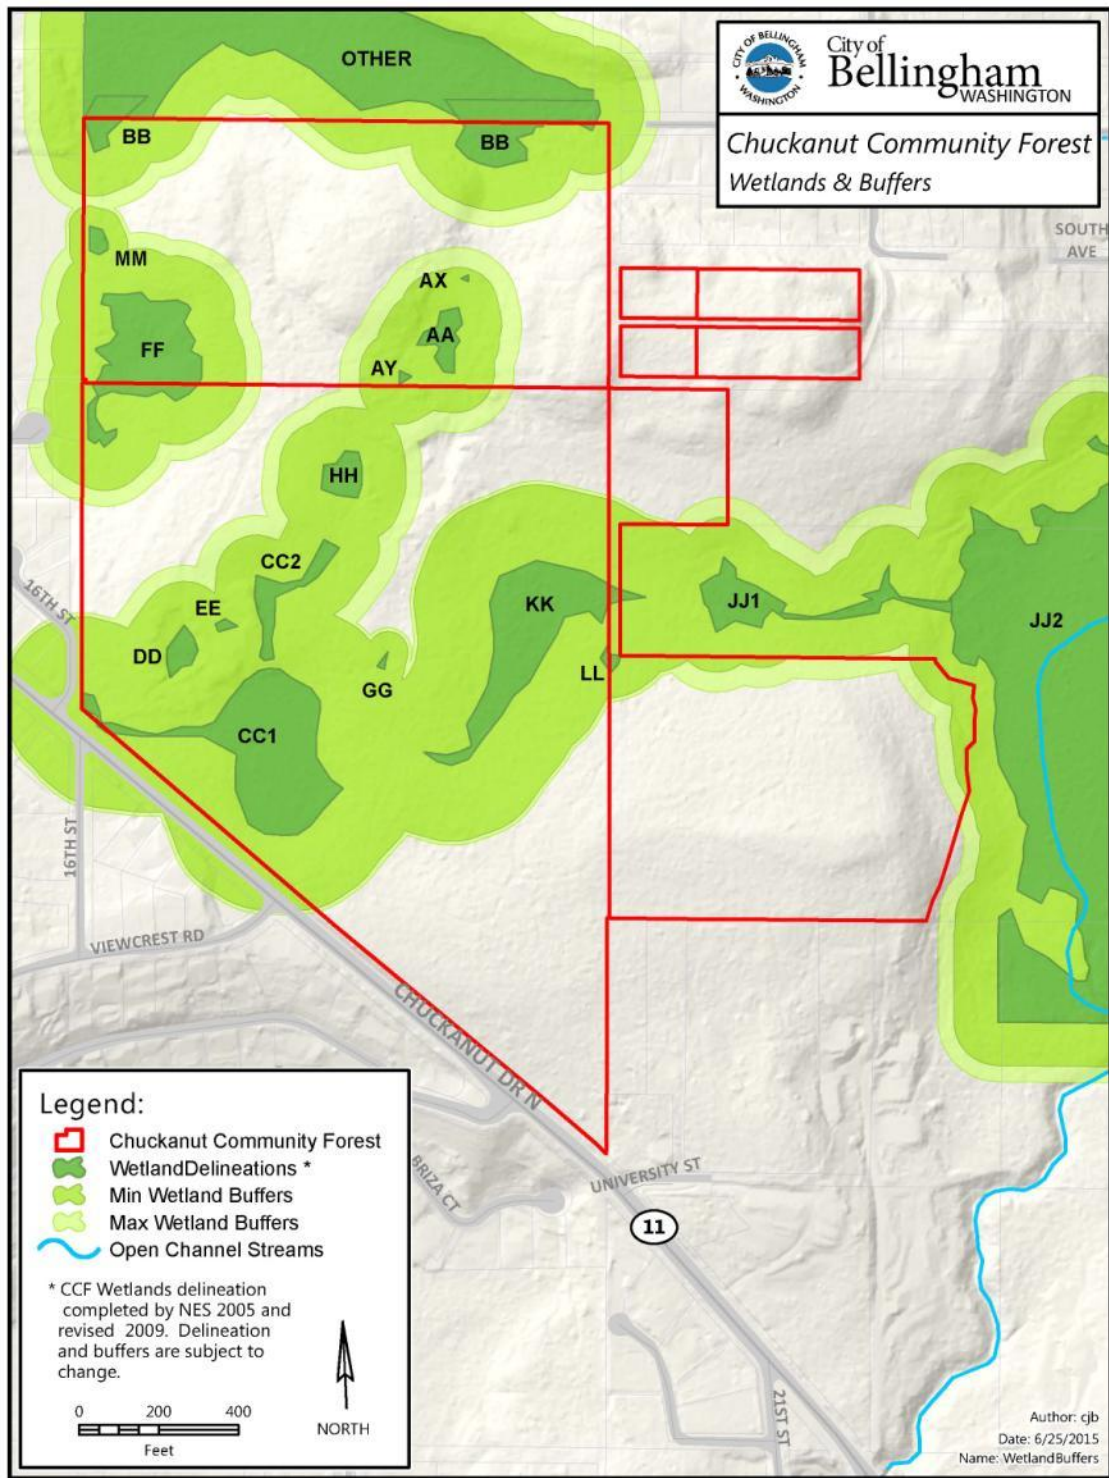 OTHER
CITY OF BELLINGHAM
WASHINGTON
City of
Bellingham
WASHINGTON
Chuckanut Community Forest
Wetlands & Buffers
BB
BB
SOUTH
AVE
MM
AX
AA
FF
AY
HH
CC2
16TH ST
EE
KK
JJ1
JJ2
DD
LL
GG
CC1
16TH ST
VIEWCREST RD
CHUCKANUT DR N
BRIZA CT
UNIVERSITY ST
11
21ST ST
Legend:
Chuckanut Community Forest
WetlandDelineations *
Min Wetland Buffers
Max Wetland Buffers
Open Channel Streams
* CCF Wetlands delineation
completed by NES 2005 and
revised 2009. Delineation
and buffers are subject to
change.
0 200 400
Feet
NORTH
Author: cjb
Date: 6/25/2015
Name: WetlandBuffers